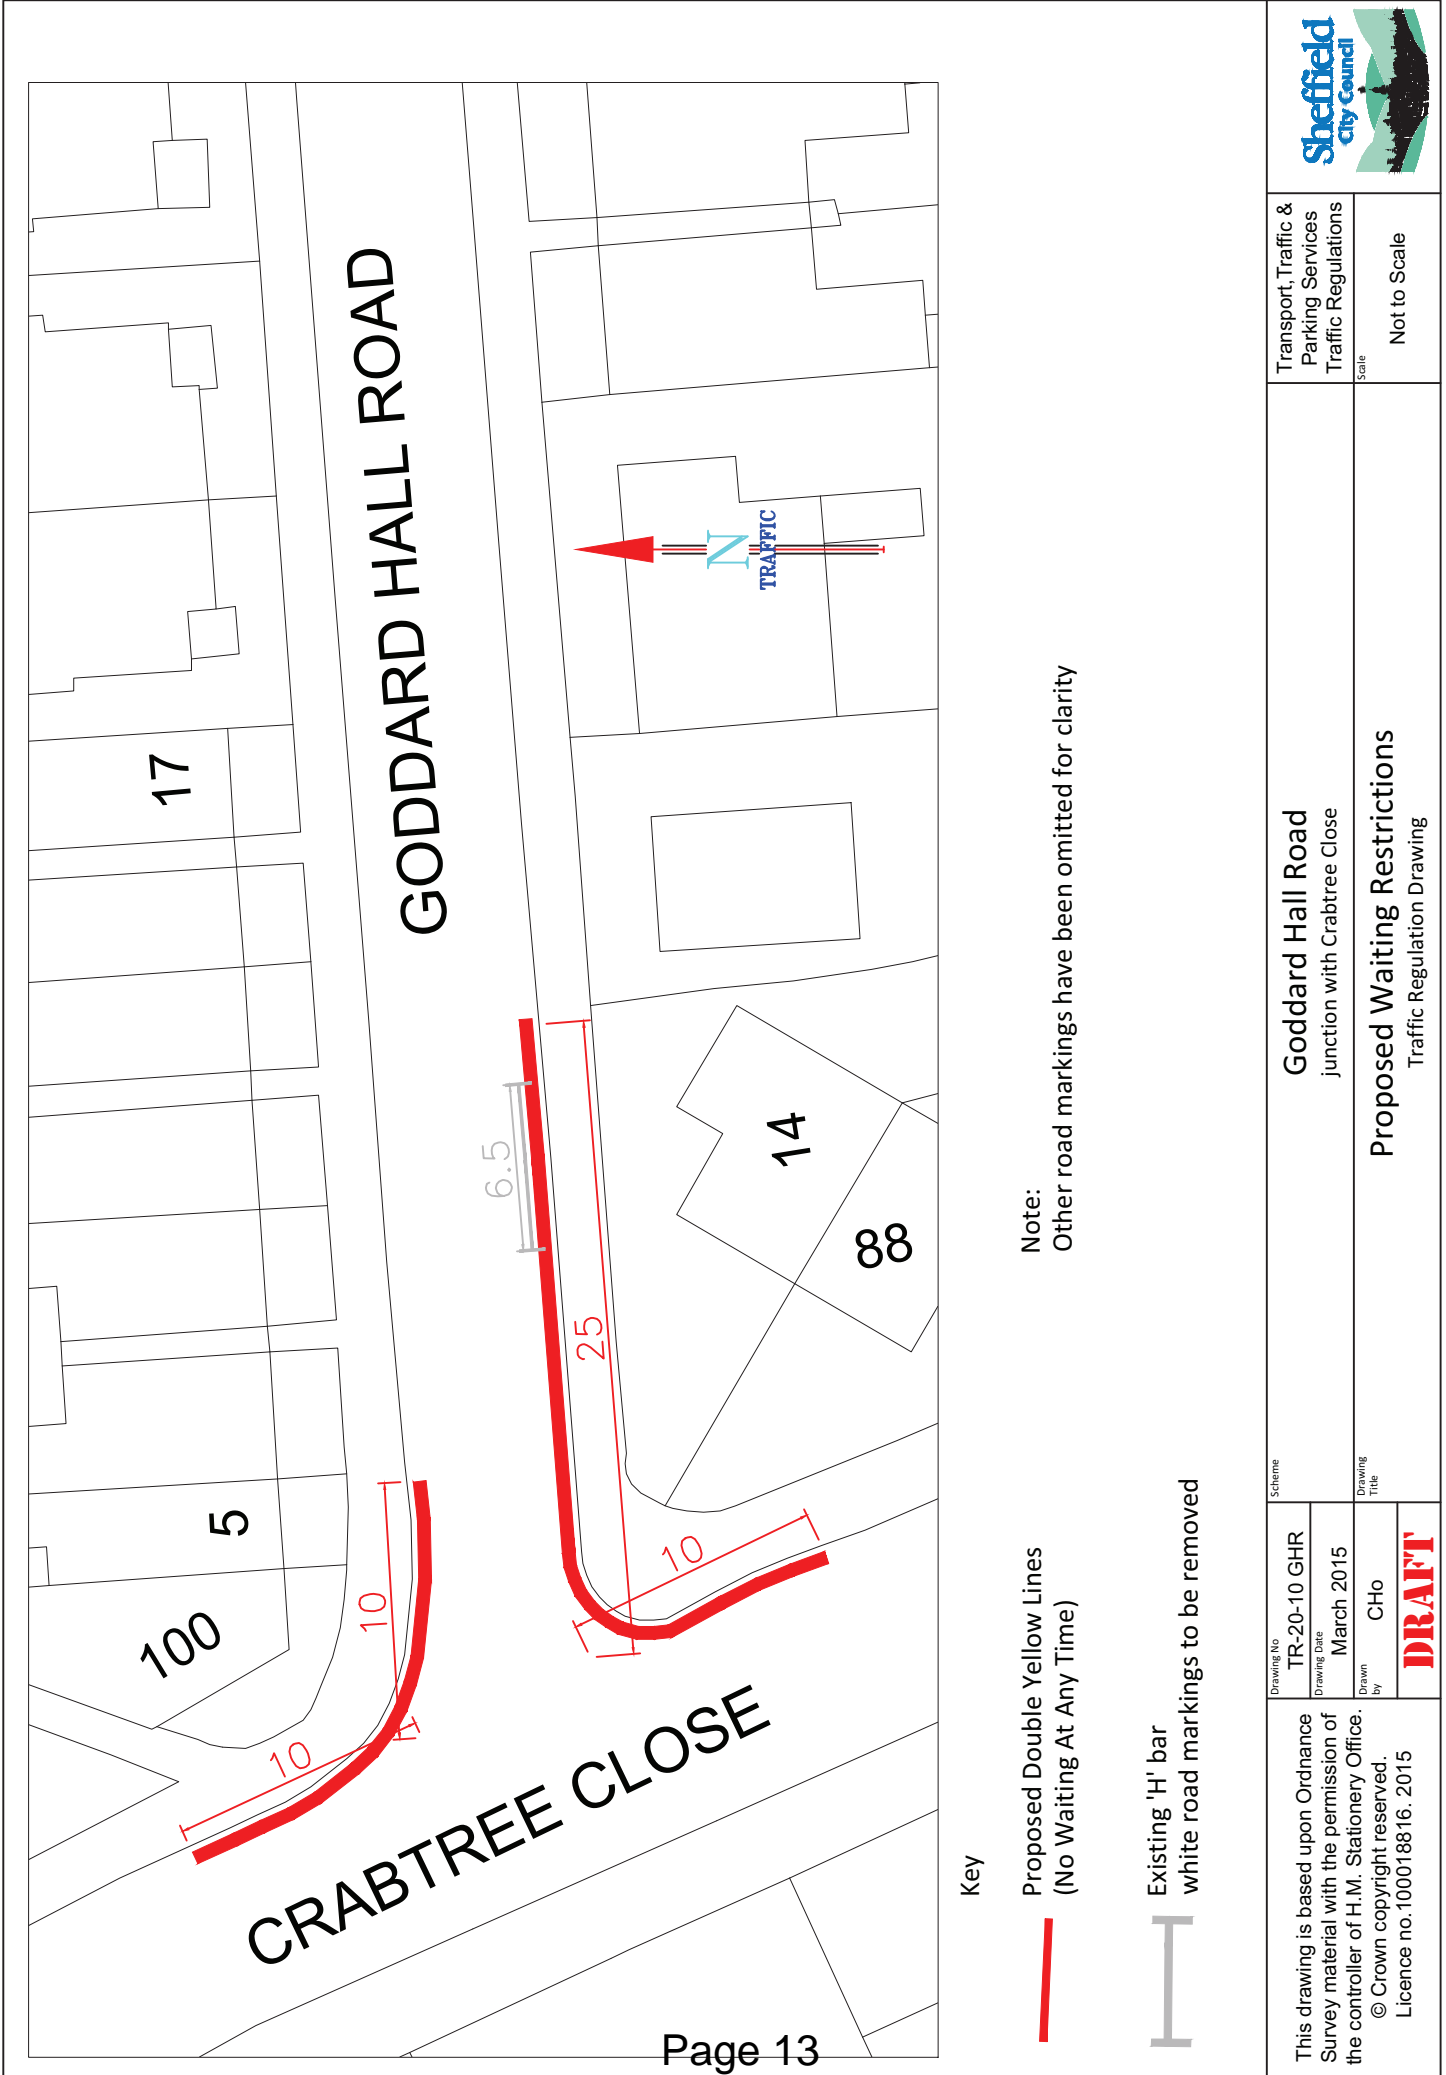 GODDARD HALL ROAD
CRABTREE CLOSE
17
5
100
14
88
10
10
25
10
6.5
N
TRAFFIC
Note:
Other road markings have been omitted for clarity
Key
Proposed Double Yellow Lines
(No Waiting At Any Time)
Existing 'H' bar
white road markings to be removed
This drawing is based upon Ordnance
Survey material with the permission of
the controller of H.M. Stationery Office.
© Crown copyright reserved.
Licence no.100018816. 2015
Drawing No
TR-20-10 GHR
Drawing Date
March 2015
Drawn
by
CHo
DRAFT
Scheme
Goddard Hall Road
junction with Crabtree Close
Drawing
Title
Proposed Waiting Restrictions
Traffic Regulation Drawing
Transport,Traffic &
Parking Services
Traffic Regulations
Scale
Not to Scale
Sheffield
City Council
Page 13